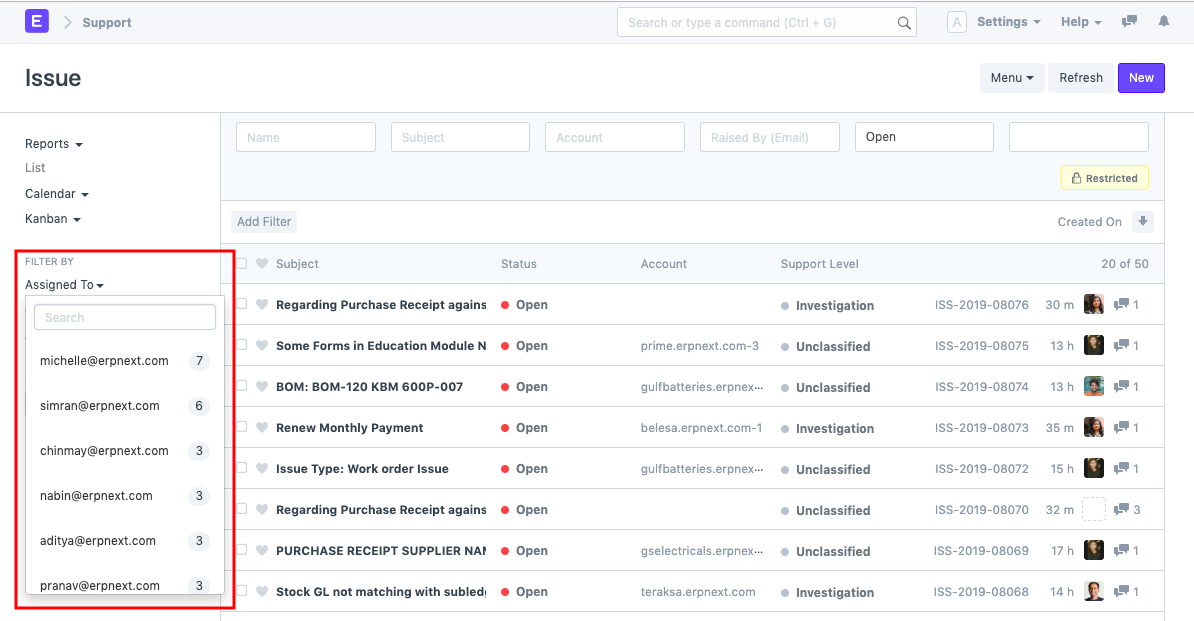 E Support Search or type a command (Ctrl + G) A Settings Help
Issue Menu Refresh New
Reports
List
Calendar
Kanban
FILTER BY
Assigned To
Search
michelle@erpnext.com 7
simran@erpnext.com 6
chinmay@erpnext.com 3
nabin@erpnext.com 3
aditya@erpnext.com 3
pranav@erpnext.com 3
Name Subject Account Raised By (Email) Open
Restricted
Add Filter Created On
Subject Status Account Support Level 20 of 50
Regarding Purchase Receipt agains Open Investigation ISS-2019-08076 30 m 1
Some Forms in Education Module N Open prime.erpnext.com-3 Unclassified ISS-2019-08075 13 h 1
BOM: BOM-120 KBM 600P-007 Open gulfbatteries.erpnex... Unclassified ISS-2019-08074 13 h 1
Renew Monthly Payment Open belesa.erpnext.com-1 Investigation ISS-2019-08073 35 m 1
Issue Type: Work order Issue Open gulfbatteries.erpnex... Unclassified ISS-2019-08072 15 h 1
Regarding Purchase Receipt agains Open Unclassified ISS-2019-08070 32 m 3
PURCHASE RECEIPT SUPPLIER NAM Open gselectricals.erpnex... Unclassified ISS-2019-08069 17 h 1
Stock GL not matching with subledg Open teraksa.erpnext.com Investigation ISS-2019-08068 14 h 1